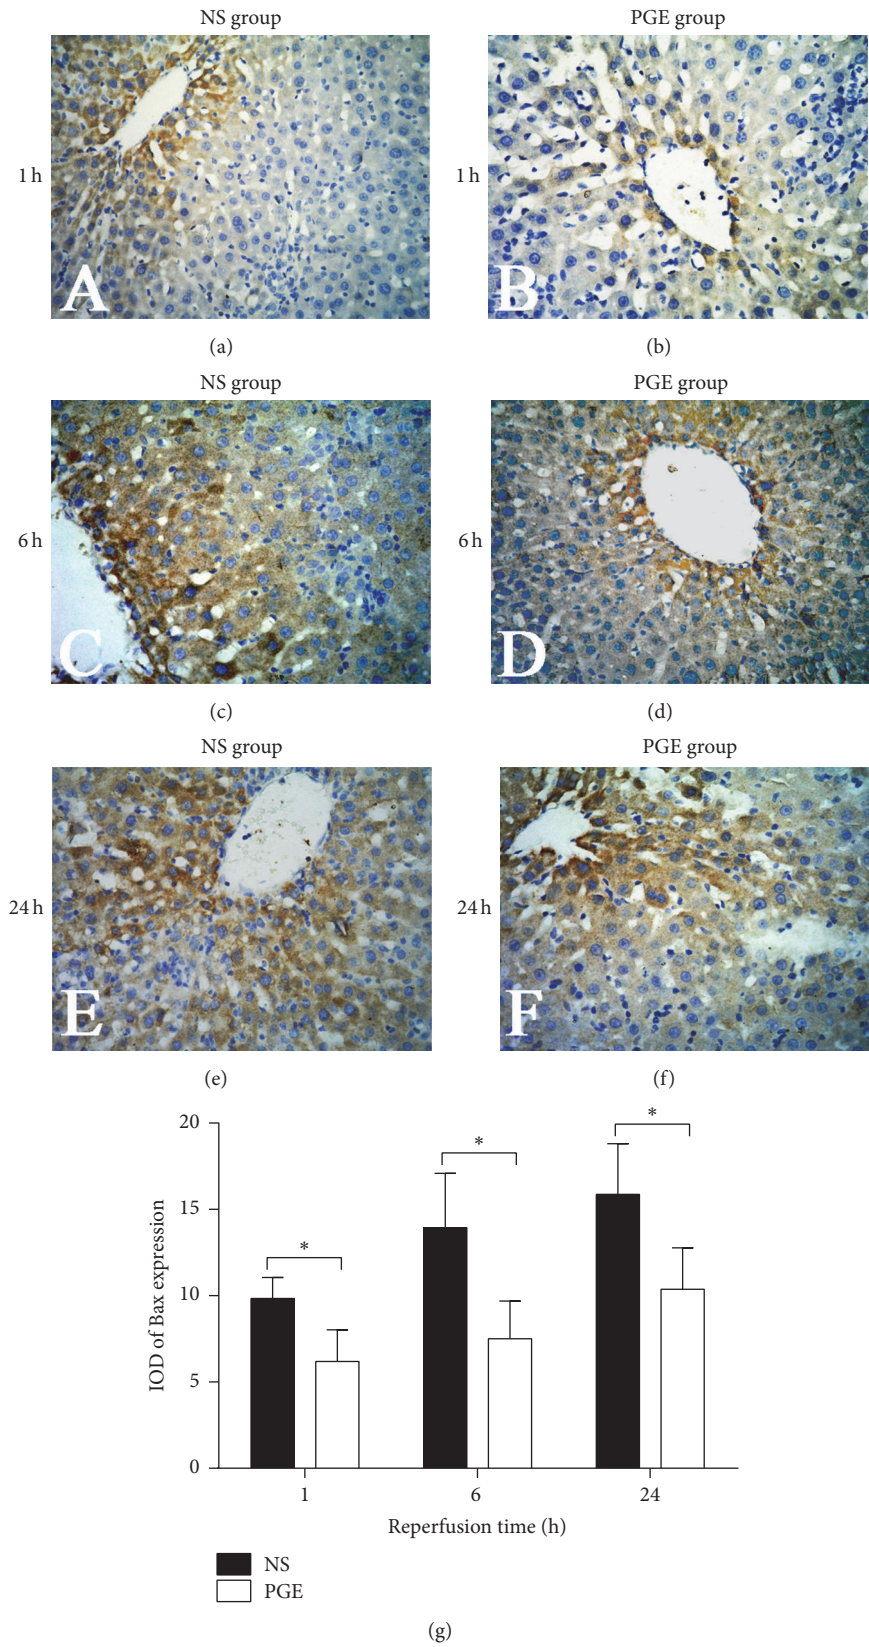 NS group
PGE group
1 h
A
1 h
B
(a)
(b)
NS group
PGE group
6 h
C
6 h
D
(c)
(d)
NS group
PGE group
24 h
E
24 h
F
(e)
(f)
20
15
10
5
0
IOD of Bax expression
*
*
*
1
6
24
Reperfusion time (h)
NS
PGE
(g)